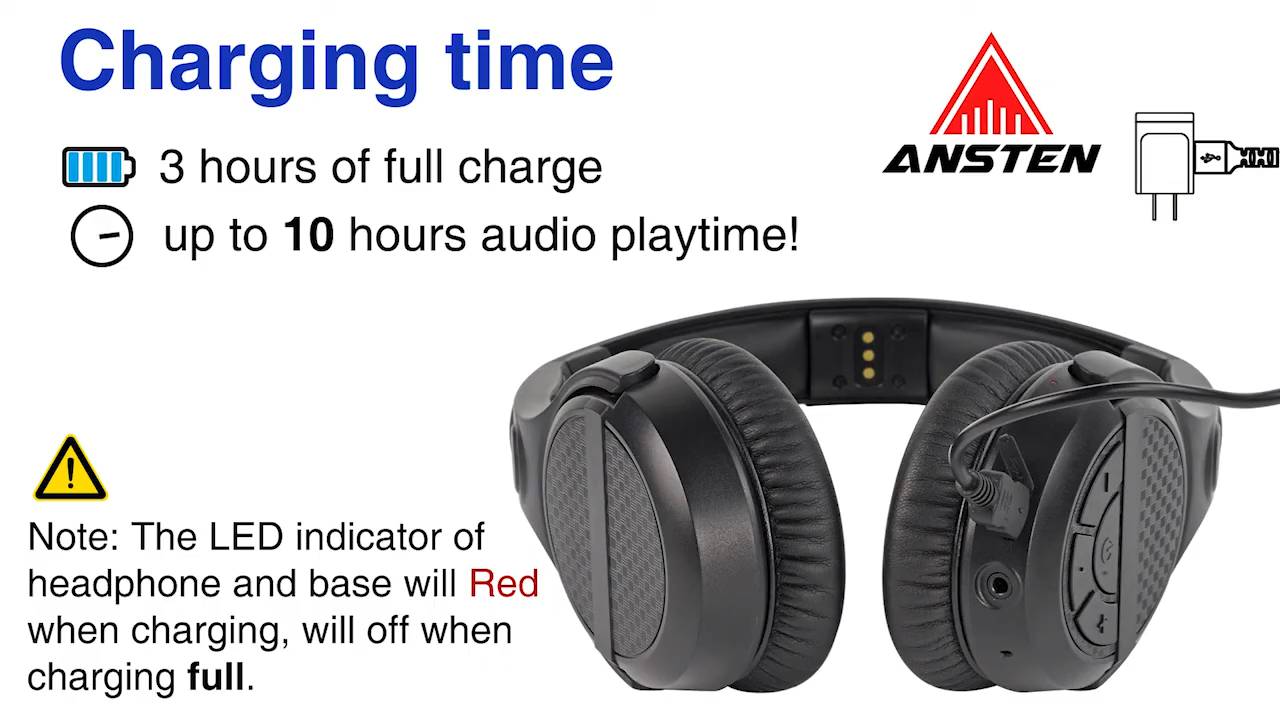 Charging time
ANSTEN
3 hours of full charge
up to 10 hours audio playtime!
Note: The LED indicator of
headphone and base will Red
when charging, will off when
charging full.